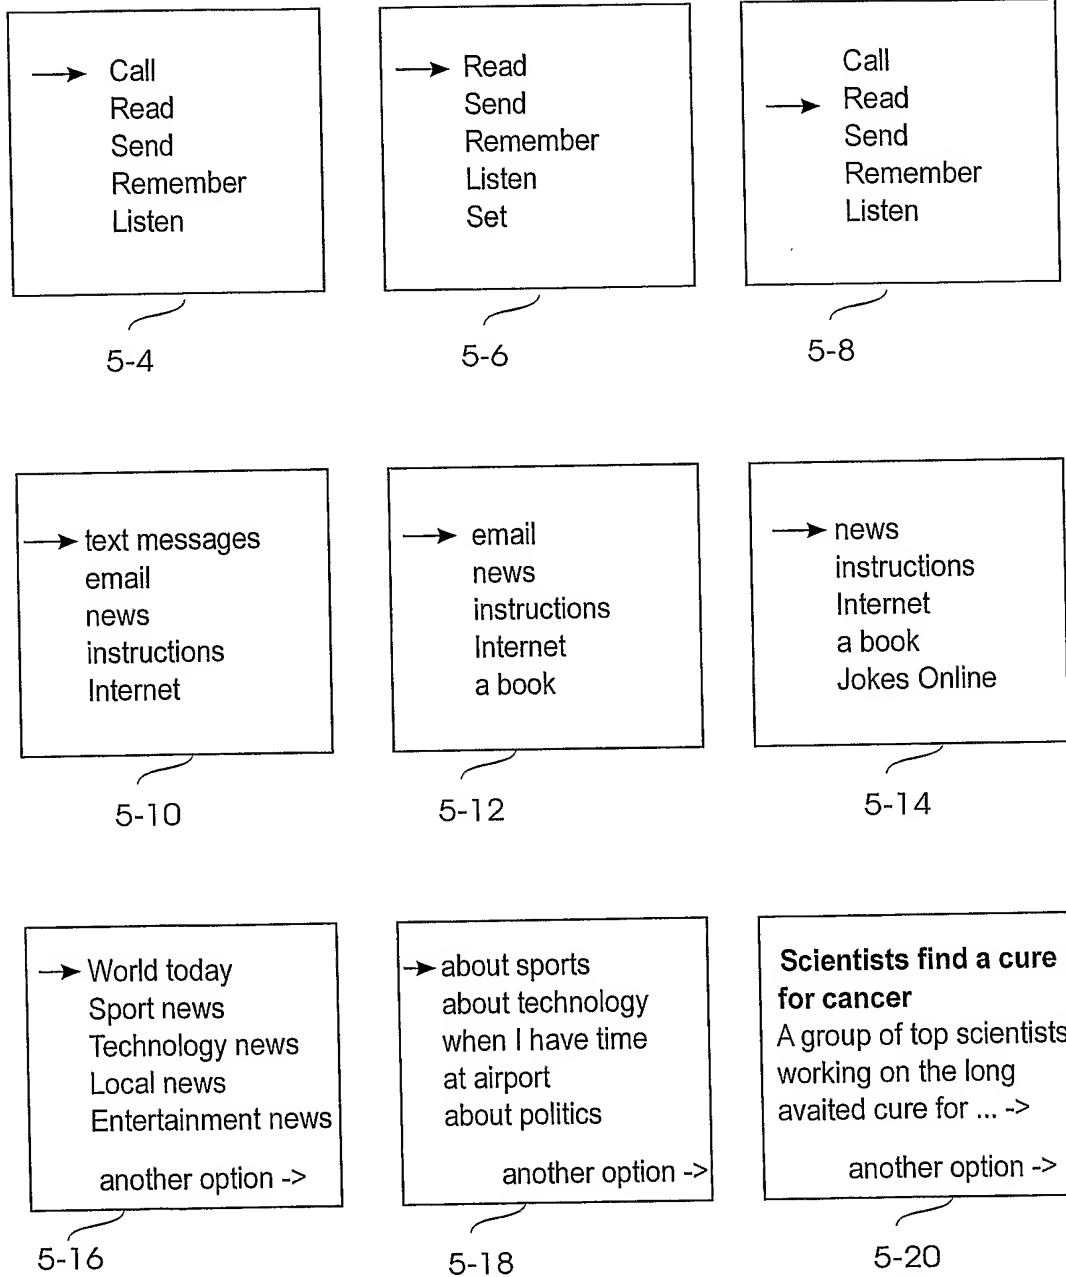 Call
Read
Send
Remember
Listen
5-4
Read
Send
Remember
Listen
Set
5-6
Call
Read
Send
Remember
Listen
5-8
text messages
email
news
instructions
Internet
5-10
email
news
instructions
Internet
a book
5-12
news
instructions
Internet
a book
Jokes Online
5-14
World today
Sport news
Technology news
Local news
Entertainment news
another option ->
5-16
about sports
about technology
when I have time
at airport
about politics
another option ->
5-18
Scientists find a cure
for cancer
A group of top scientists
working on the long
avaited cure for ... ->
another option ->
5-20